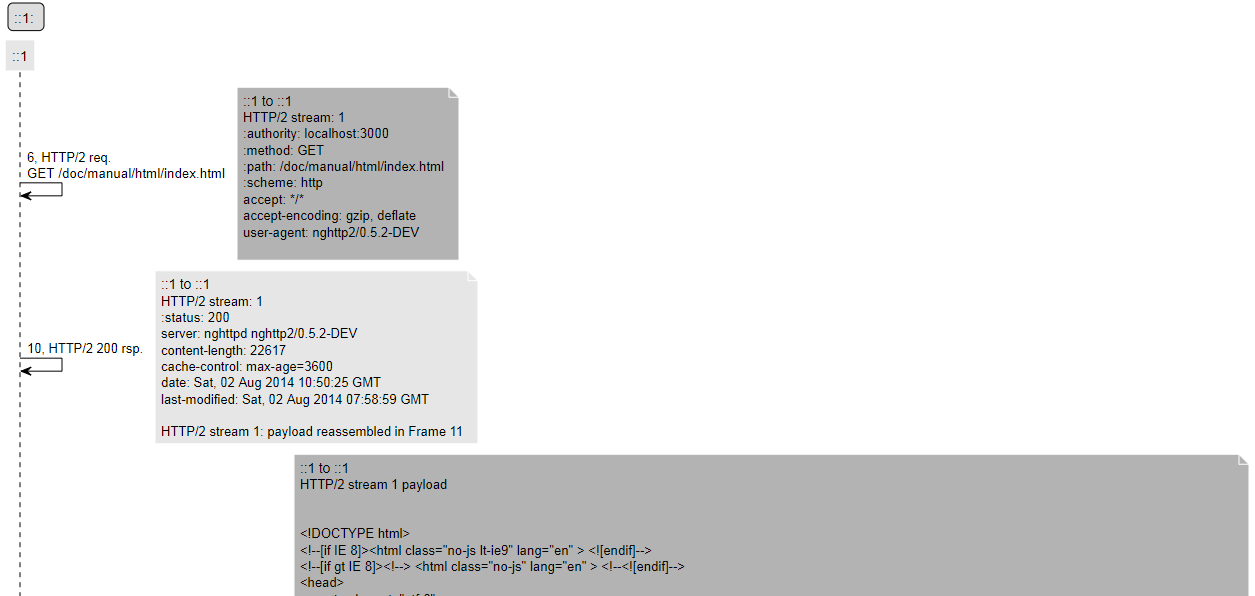 ::1:
::1
::1 to ::1
HTTP/2 stream: 1
:authority: localhost:3000
:method: GET
:path: /doc/manual/html/index.html
:scheme: http
accept: */*
accept-encoding: gzip, deflate
user-agent: nghttp2/0.5.2-DEV
6, HTTP/2 req.
GET /doc/manual/html/index.html
::1 to ::1
HTTP/2 stream: 1
:status: 200
server: nghttpd nghttp2/0.5.2-DEV
content-length: 22617
cache-control: max-age=3600
date: Sat, 02 Aug 2014 10:50:25 GMT
last-modified: Sat, 02 Aug 2014 07:58:59 GMT
HTTP/2 stream 1: payload reassembled in Frame 11
10, HTTP/2 200 rsp.
::1 to ::1
HTTP/2 stream 1 payload
<!DOCTYPE html>
<!--[if IE 8]><html class="no-js lt-ie9" lang="en" > <![endif]-->
<!--[if gt IE 8]><!--> <html class="no-js" lang="en" > <!--<![endif]-->
<head>